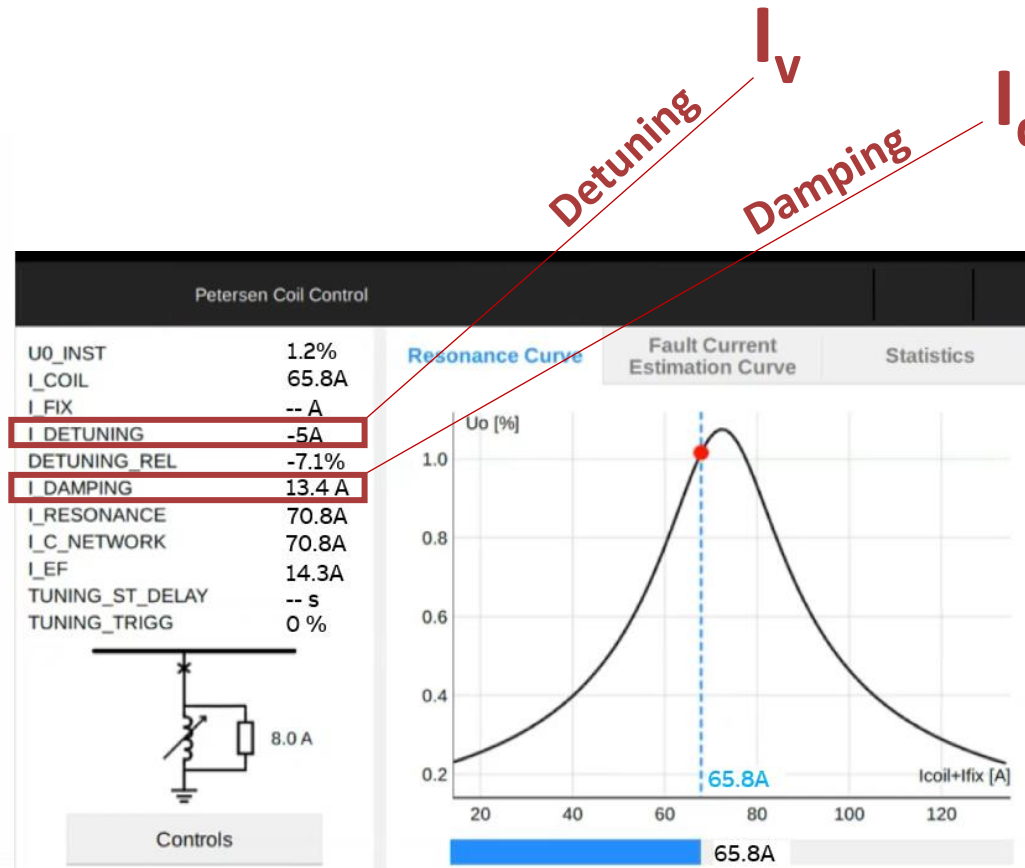 Iv
Detuning
Damping
Petersen Coil Control
U0_INST 1.2%
I_COIL 65.8A
I_FIX -- A
I_DETUNING -5A
DETUNING_REL -7.1%
I_DAMPING 13.4 A
I_RESONANCE 70.8A
I_C_NETWORK 70.8A
I_EF 14.3A
TUNING_ST_DELAY -- s
TUNING_TRIGG 0 %
8.0 A
Controls
Resonance Curve
Fault Current
Estimation Curve
Statistics
Uo [%]
1.0
0.8
0.6
0.4
0.2
65.8A
Icoil+Ifix [A]
20 40 60 80 100 120
65.8A